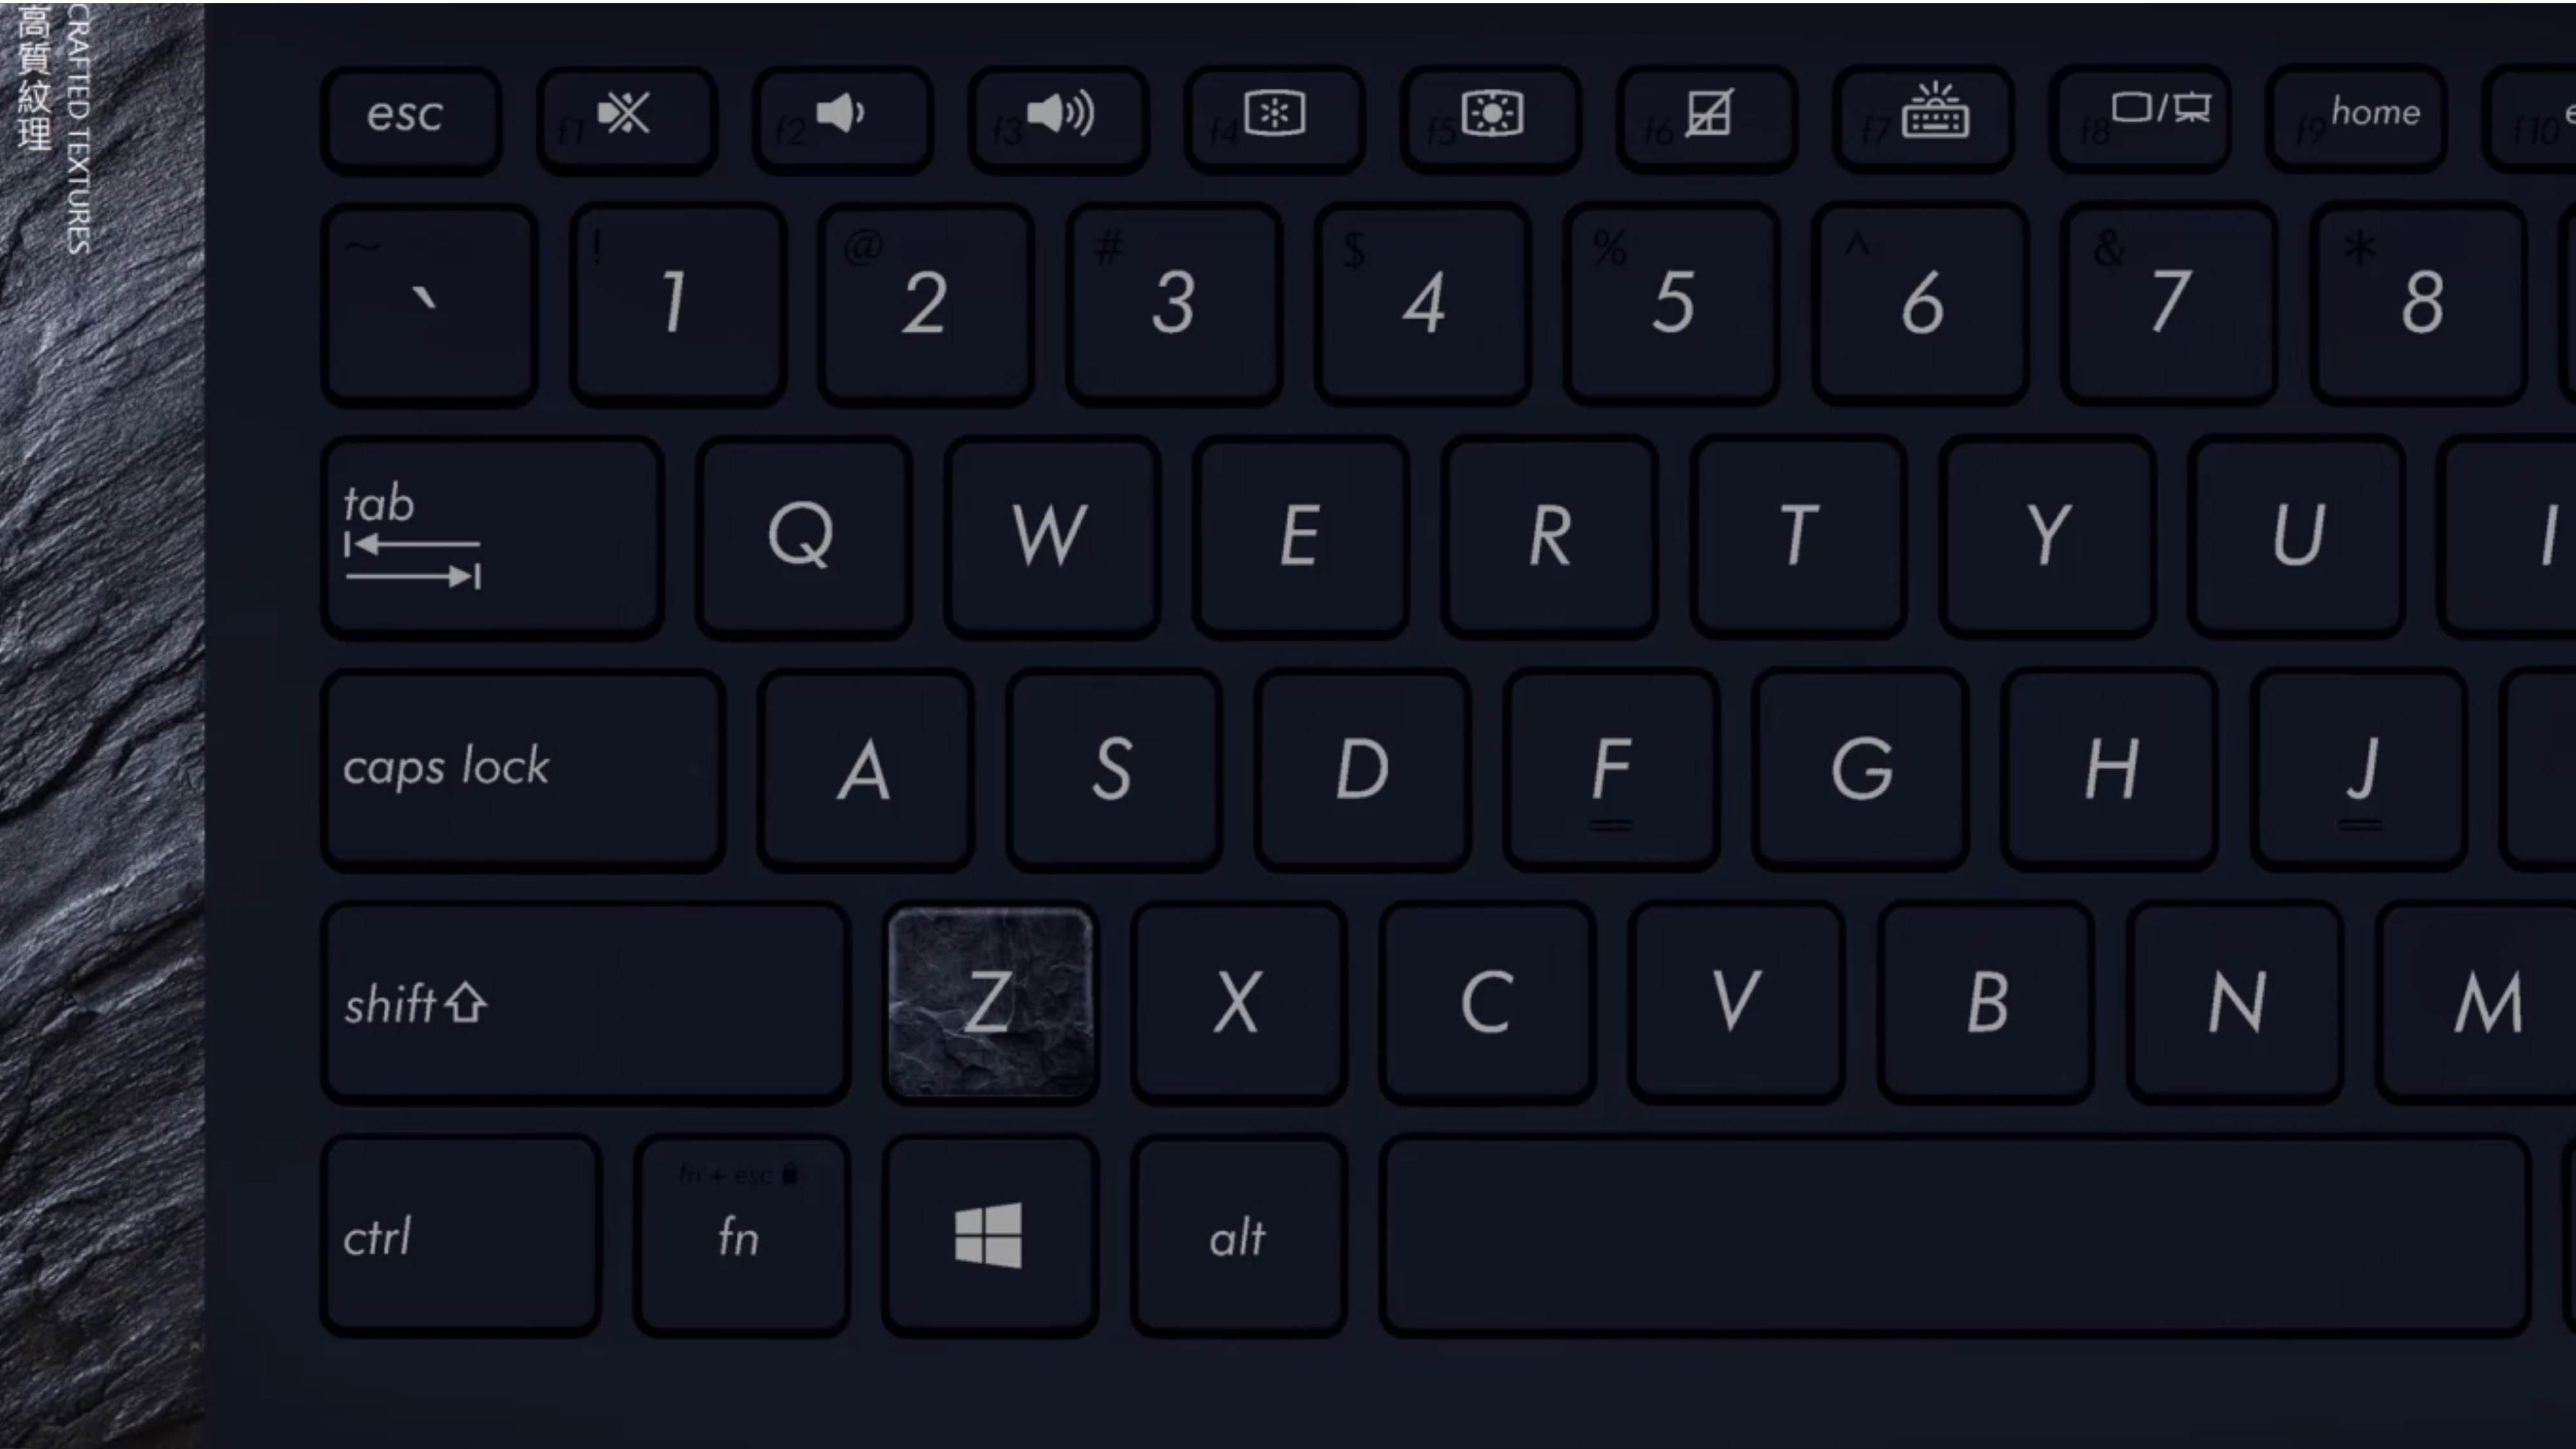 高質紋理
CRAFTED TEXTURES
esc f1 f2 f3 f4 f5 f6 f7 f8 / f9 home f10
~ ` ! 1 @ 2 # 3 $ 4 % 5 ^ 6 & 7 * 8
tab Q W E R T Y U I
caps lock A S D F G H J
shift Z X C V B N M
fn + esc
ctrl fn alt